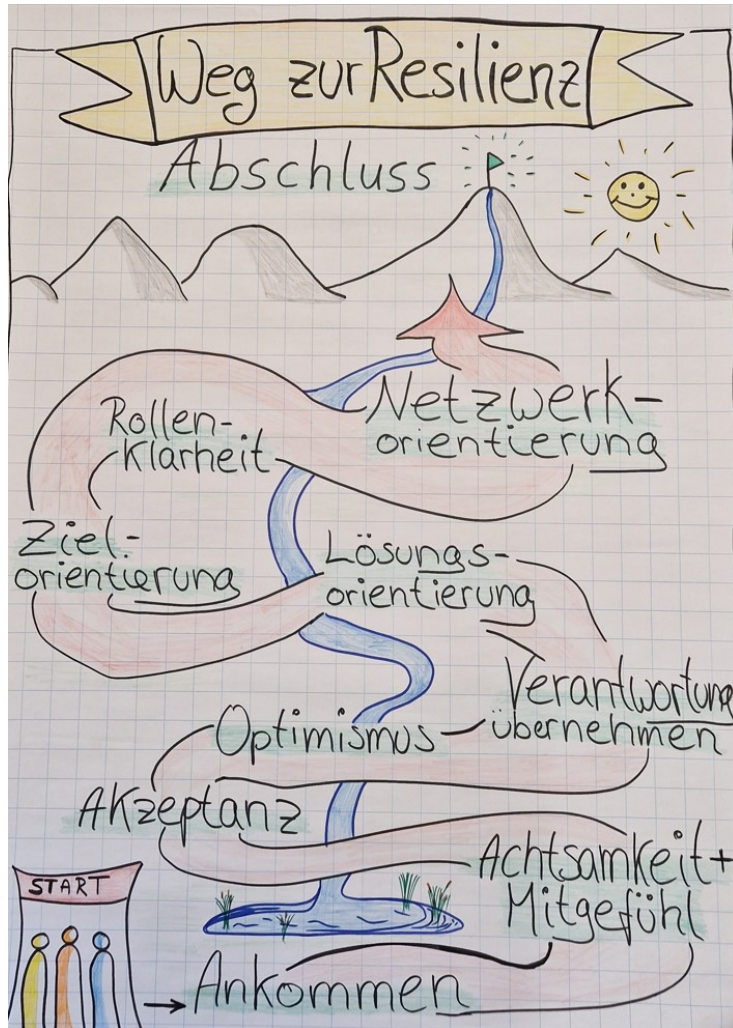 Weg zur Resilienz
Abschluss
Netzwerk-
orientierung
Rollen-
Klarheit
Ziel-
orientierung
Lösungs-
orientierung
Verantwortung
übernehmen
Optimismus
Akzeptanz
Achtsamkeit+
Mitgefühl
START
Ankommen